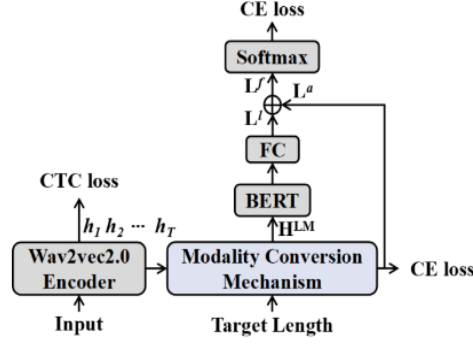 CE loss
Softmax
L^f
L^a
L^l
FC
CTC loss
BERT
h_1 h_2 ... h_T
H^LM
Wav2vec2.0
Encoder
Modality Conversion
Mechanism
CE loss
Input
Target Length